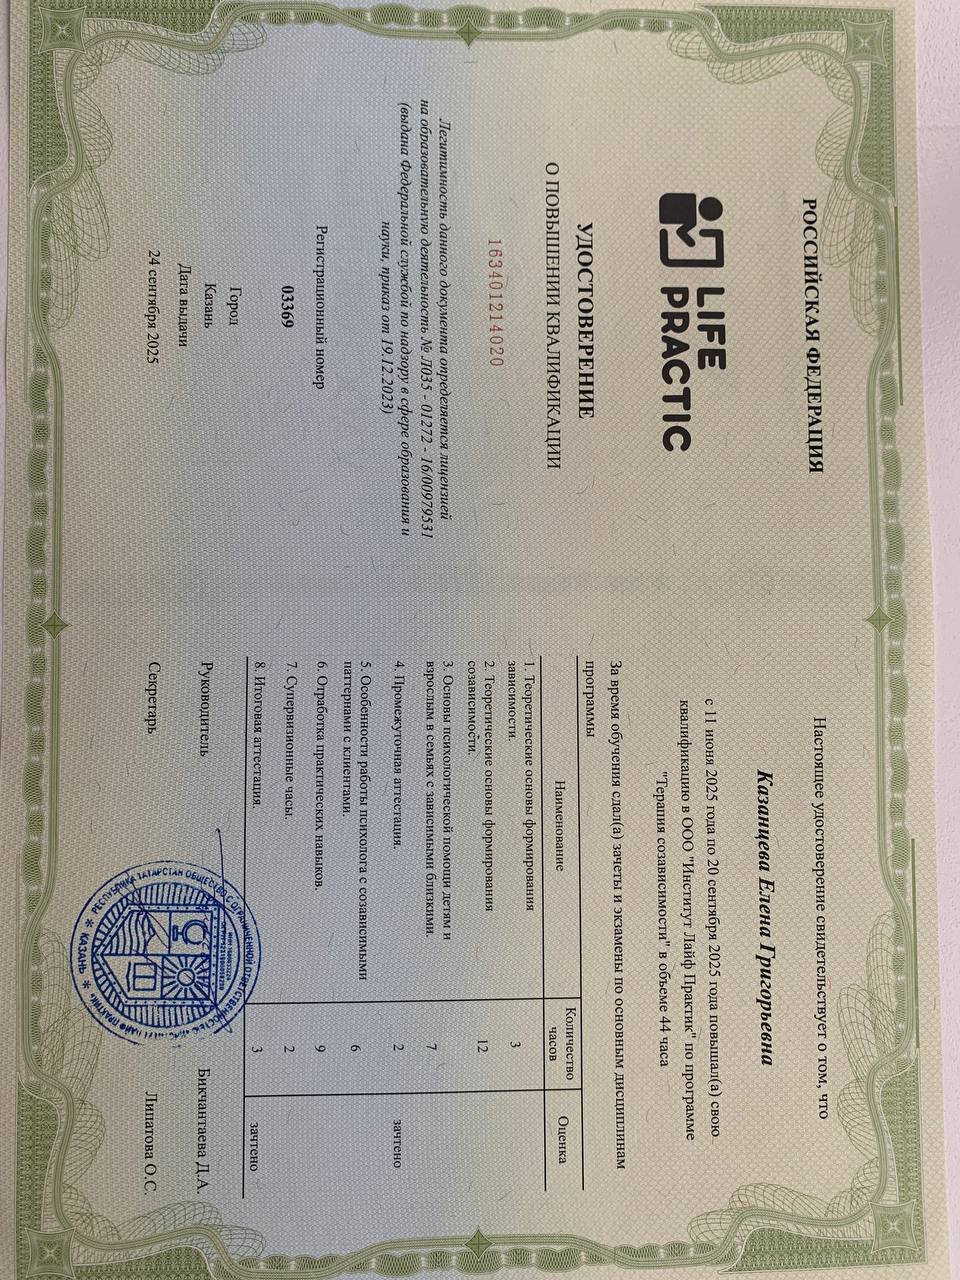 РОССИЙСКАЯ ФЕДЕРАЦИЯ
LIFE
PRACTIC
УДОСТОВЕРЕНИЕ
О ПОВЫШЕНИИ КВАЛИФИКАЦИИ
163401214020
Легитимность данного документа определяется лицензией
на образовательную деятельность № Л035 - 01272 - 16/00979531
(выдана Федеральной службой по надзору в сфере образования и
науки, приказ от 19.12.2023)
Регистрационный номер
03369
Город
Казань
Дата выдачи
24 сентября 2025
Настоящее удостоверение свидетельствует о том, что
Казанцева Елена Григорьевна
с 11 июня 2025 года по 20 сентября 2025 года повышал(а) свою
квалификацию в ООО "Институт Лайф Практик" по программе
"Терапия созависимости" в объеме 44 часа
За время обучения сдал(а) зачеты и экзамены по основным дисциплинам
программы
Наименование Количество часов Оценка
1. Теоретические основы формирования
зависимости. 3
2. Теоретические основы формирования
созависимости. 12
3. Основы психологической помощи детям и
взрослым в семьях с зависимыми близкими. 7
4. Промежуточная аттестация. 2 зачтено
5. Особенности работы психолога с созависимыми
паттернами с клиентами. 6
6. Отработка практических навыков. 9
7. Супервизионные часы. 2
8. Итоговая аттестация. 3 зачтено
Руководитель Бикчантаева Д.А.
Секретарь Липатова О.С.
РЕСПУБЛИКА ТАТАРСТАН ОБЩЕСТВО С ОГРАНИЧЕННОЙ ОТВЕТСТВЕННОСТЬЮ
КАЗАНЬ